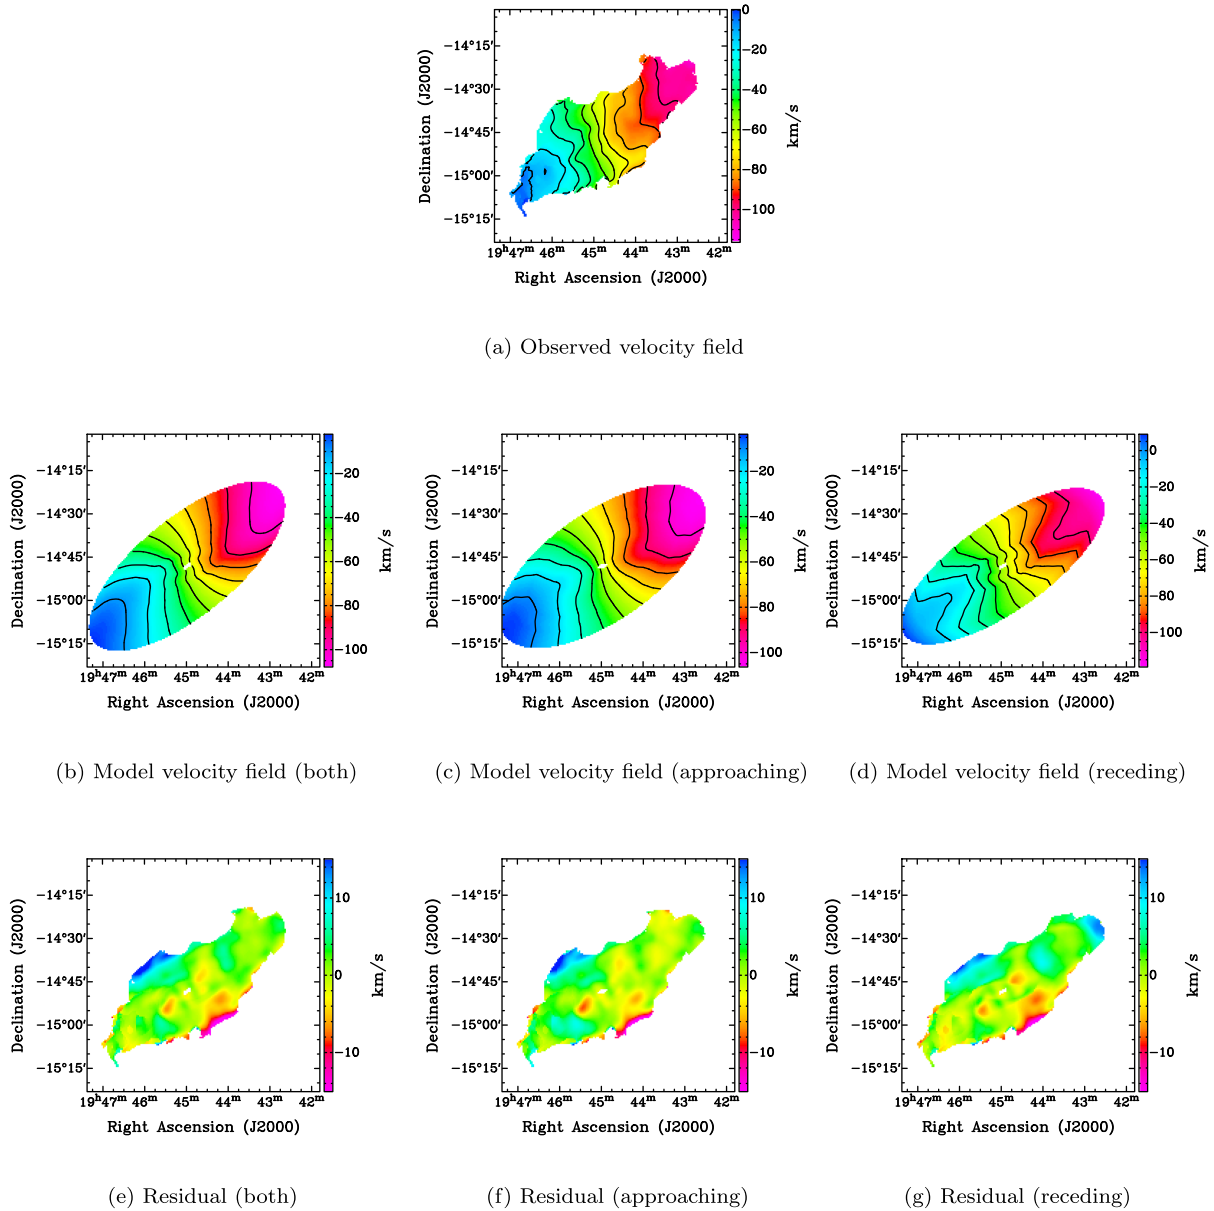 0
−20
−40
−60
−80
−100
km/s
−14°15′
−14°30′
−14°45′
−15°00′
−15°15′
Declination (J2000)
19ʰ47ᵐ 46ᵐ 45ᵐ 44ᵐ 43ᵐ 42ᵐ
Right Ascension (J2000)
(a) Observed velocity field
−14°15′
−14°30′
−14°45′
−15°00′
−15°15′
Declination (J2000)
−20
−40
−60
−80
−100
km/s
19ʰ47ᵐ 46ᵐ 45ᵐ 44ᵐ 43ᵐ 42ᵐ
Right Ascension (J2000)
(b) Model velocity field (both)
−14°15′
−14°30′
−14°45′
−15°00′
−15°15′
Declination (J2000)
−20
−40
−60
−80
−100
km/s
19ʰ47ᵐ 46ᵐ 45ᵐ 44ᵐ 43ᵐ 42ᵐ
Right Ascension (J2000)
(c) Model velocity field (approaching)
−14°15′
−14°30′
−14°45′
−15°00′
−15°15′
Declination (J2000)
0
−20
−40
−60
−80
−100
km/s
19ʰ47ᵐ 46ᵐ 45ᵐ 44ᵐ 43ᵐ 42ᵐ
Right Ascension (J2000)
(d) Model velocity field (receding)
−14°15′
−14°30′
−14°45′
−15°00′
−15°15′
Declination (J2000)
10
0
−10
km/s
19ʰ47ᵐ 46ᵐ 45ᵐ 44ᵐ 43ᵐ 42ᵐ
Right Ascension (J2000)
(e) Residual (both)
−14°15′
−14°30′
−14°45′
−15°00′
−15°15′
Declination (J2000)
10
0
−10
km/s
19ʰ47ᵐ 46ᵐ 45ᵐ 44ᵐ 43ᵐ 42ᵐ
Right Ascension (J2000)
(f) Residual (approaching)
−14°15′
−14°30′
−14°45′
−15°00′
−15°15′
Declination (J2000)
10
0
−10
km/s
19ʰ47ᵐ 46ᵐ 45ᵐ 44ᵐ 43ᵐ 42ᵐ
Right Ascension (J2000)
(g) Residual (receding)